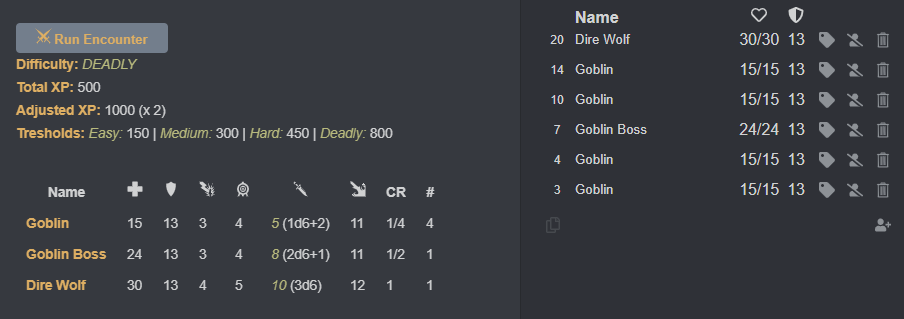 Run Encounter
Difficulty: DEADLY
Total XP: 500
Adjusted XP: 1000 (x 2)
Tresholds: Easy: 150 | Medium: 300 | Hard: 450 | Deadly: 800
Name CR #
Goblin 15 13 3 4 5 (1d6+2) 11 1/4 4
Goblin Boss 24 13 3 4 8 (2d6+1) 11 1/2 1
Dire Wolf 30 13 4 5 10 (3d6) 12 1 1
Name
20 Dire Wolf 30/30 13
14 Goblin 15/15 13
10 Goblin 15/15 13
7 Goblin Boss 24/24 13
4 Goblin 15/15 13
3 Goblin 15/15 13